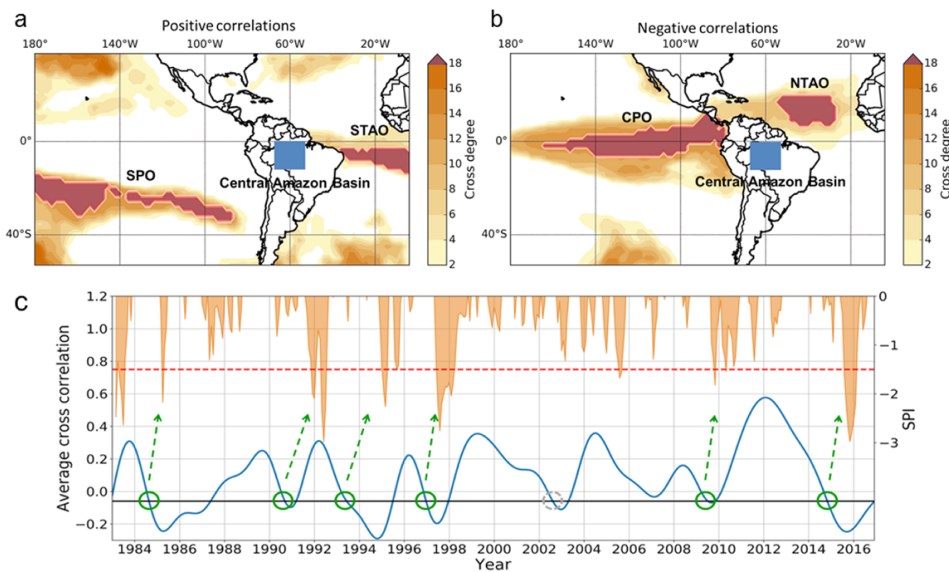 a
Positive correlations
180° 140°W 100°W 60°W 20°W
0°
40°S
STAO
SPO
Central Amazon Basin
18
16
14
12
10
8
6
4
2
Cross degree
b
Negative correlations
180° 140°W 100°W 60°W 20°W
0°
40°S
NTAO
CPO
Central Amazon Basin
18
16
14
12
10
8
6
4
2
Cross degree
c
Average cross correlation
1.2
1.0
0.8
0.6
0.4
0.2
0.0
−0.2
0
−1
−2
−3
SPI
1984 1986 1988 1990 1992 1994 1996 1998 2000 2002 2004 2006 2008 2010 2012 2014 2016
Year